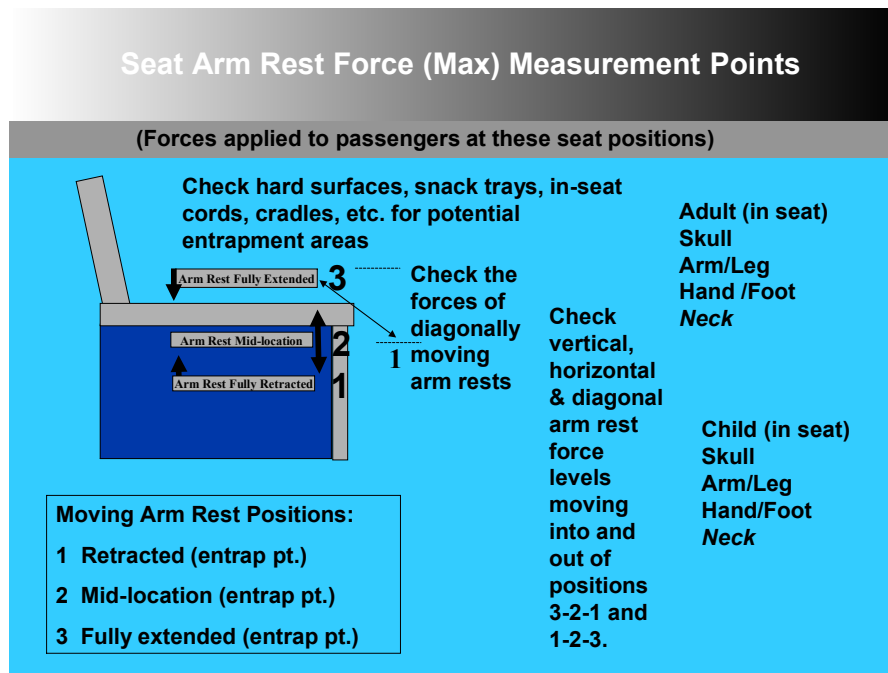 Seat Arm Rest Force (Max) Measurement Points
(Forces applied to passengers at these seat positions)
Check hard surfaces, snack trays, in-seat
cords, cradles, etc. for potential
entrapment areas
Arm Rest Fully Extended
3
Arm Rest Mid-location
2
Arm Rest Fully Retracted
1
Check the
forces of
diagonally
moving
arm rests
1
Check
vertical,
horizontal
& diagonal
arm rest
force
levels
moving
into and
out of
positions
3-2-1 and
1-2-3.
Adult (in seat)
Skull
Arm/Leg
Hand /Foot
Neck
Child (in seat)
Skull
Arm/Leg
Hand/Foot
Neck
Moving Arm Rest Positions:
1 Retracted (entrap pt.)
2 Mid-location (entrap pt.)
3 Fully extended (entrap pt.)